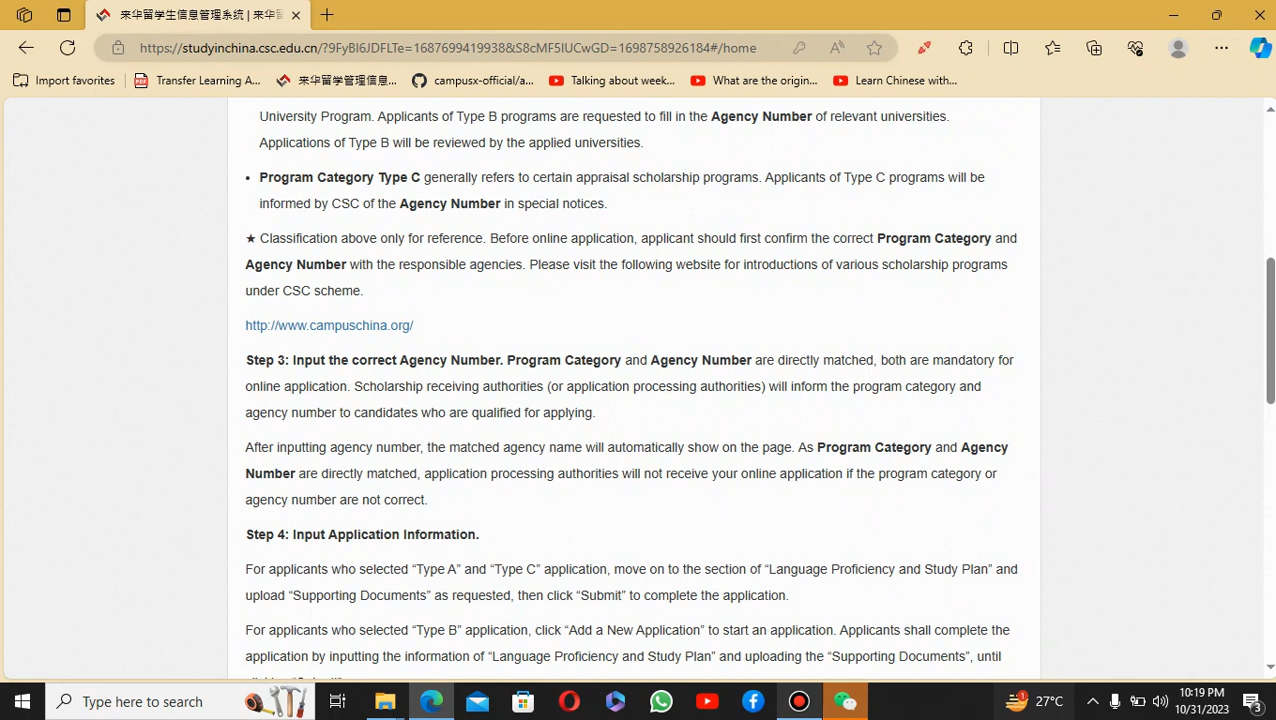 来华留学生信息管理系统 | 来华留
https://studyinchina.csc.edu.cn/?9FyBI6JDFLTe=1687699419938&S8cMF5IUCwGD=1698758926184#/home
Import favorites
Transfer Learning A...
来华留学管理信息...
campusx-official/a...
Talking about week...
What are the origin...
Learn Chinese with...
University Program. Applicants of Type B programs are requested to fill in the Agency Number of relevant universities.
Applications of Type B will be reviewed by the applied universities.
• Program Category Type C generally refers to certain appraisal scholarship programs. Applicants of Type C programs will be
informed by CSC of the Agency Number in special notices.
★ Classification above only for reference. Before online application, applicant should first confirm the correct Program Category and
Agency Number with the responsible agencies. Please visit the following website for introductions of various scholarship programs
under CSC scheme.
http://www.campuschina.org/
Step 3: Input the correct Agency Number. Program Category and Agency Number are directly matched, both are mandatory for
online application. Scholarship receiving authorities (or application processing authorities) will inform the program category and
agency number to candidates who are qualified for applying.
After inputting agency number, the matched agency name will automatically show on the page. As Program Category and Agency
Number are directly matched, application processing authorities will not receive your online application if the program category or
agency number are not correct.
Step 4: Input Application Information.
For applicants who selected “Type A” and “Type C” application, move on to the section of “Language Proficiency and Study Plan” and
upload “Supporting Documents” as requested, then click “Submit” to complete the application.
For applicants who selected “Type B” application, click “Add a New Application” to start an application. Applicants shall complete the
application by inputting the information of “Language Proficiency and Study Plan” and uploading the “Supporting Documents”, until
Type here to search
27°C
10:19 PM
10/31/2023
3